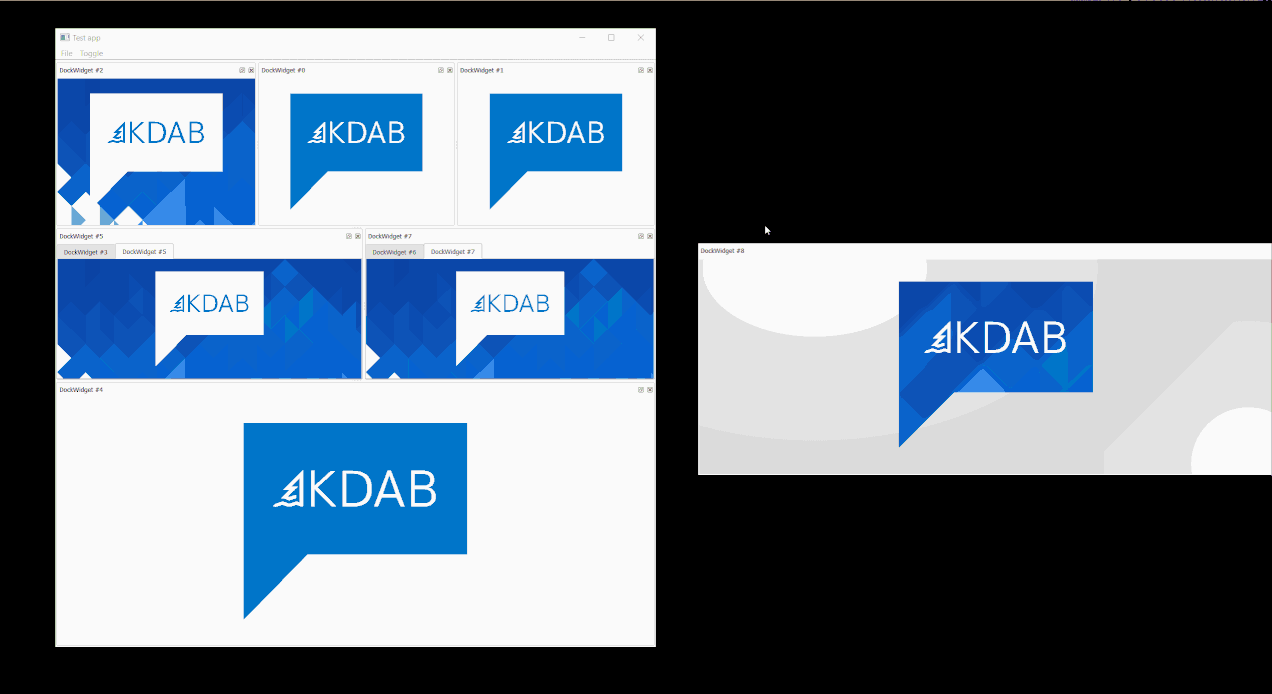 Test app
File Toggle
DockWidget #2
DockWidget #0
DockWidget #1
KDAB
KDAB
KDAB
DockWidget #5
DockWidget #7
DockWidget #3 DockWidget #5
DockWidget #6 DockWidget #7
KDAB
KDAB
DockWidget #4
KDAB
DockWidget #8
KDAB